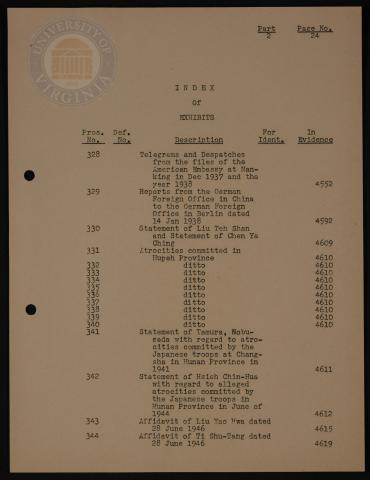 UNIVERSITY OF VIRGINIA
Part Page No.
2 24
INDEX
Of
EXHIBITS
Pros. Def. For In
No. No. Description Ident. Evidence
328 Telegrams and Despatches
from the files of the
American Embassy at Nan-
king in Dec 1937 and the
year 1938 4552
329 Reports from the German
Foreign Office in China
to the German Foreign
Office in Berlin dated
14 Jan 1938 4592
330 Statement of Liu Teh Shan
and Statement of Chen Ya
Ching 4609
331 Atrocities committed in
Hupeh Province 4610
332 ditto 4610
333 ditto 4610
334 ditto 4610
335 ditto 4610
336 ditto 4610
337 ditto 4610
338 ditto 4610
339 ditto 4610
340 ditto 4610
341 Statement of Tamura, Nobu-
sada with regard to atro-
cities committed by the
Japanese troops at Chang-
sha in Hunan Province in
1941 4611
342 Statement of Hsieh Chin-Hua
with regard to alleged
atrocities committed by
the Japanese troops in
Hunan Province in June of
1944 4612
343 Affidavit of Liu Yao Hwa dated
28 June 1946 4615
344 Affidavit of Ti Shu-Tang dated
28 June 1946 4619